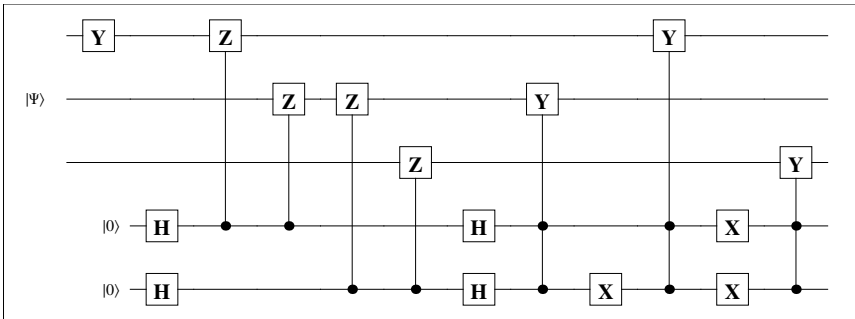 Y Z Y
|Ψ⟩ Z Z Y
Z Y
|0⟩ H H X
|0⟩ H H X X